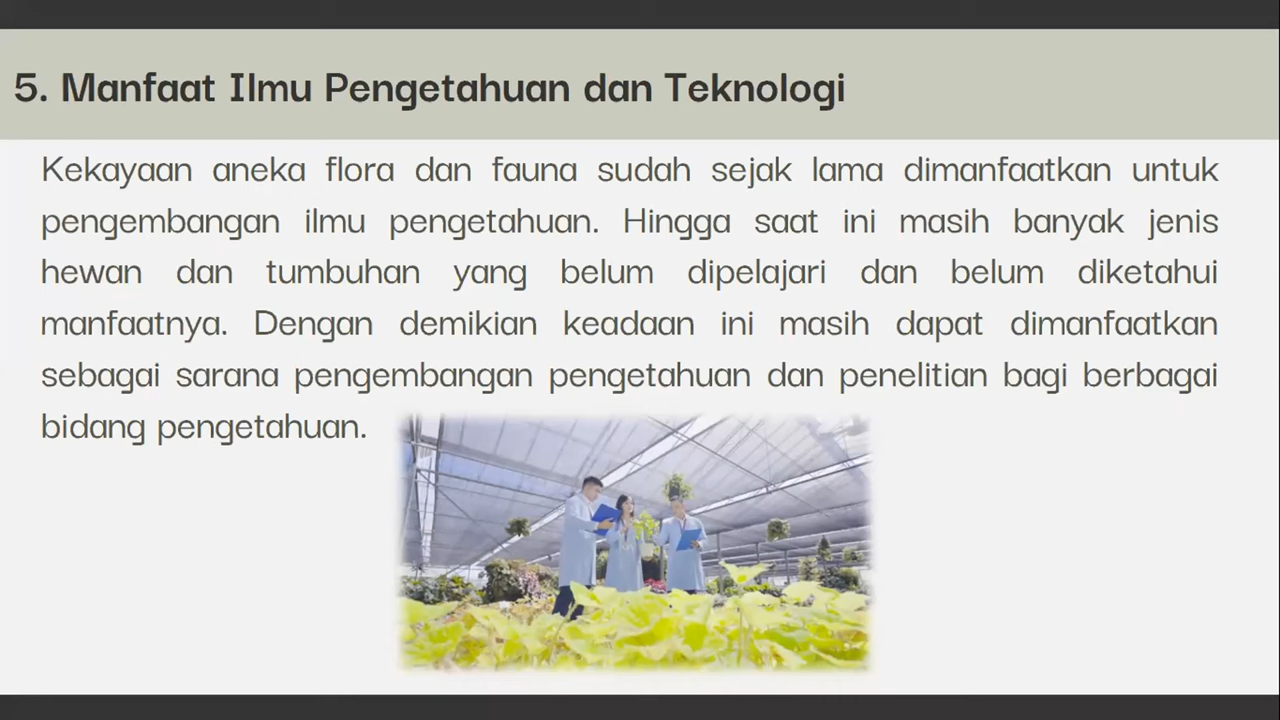 5. Manfaat Ilmu Pengetahuan dan Teknologi
Kekayaan aneka flora dan fauna sudah sejak lama dimanfaatkan untuk
pengembangan ilmu pengetahuan. Hingga saat ini masih banyak jenis
hewan dan tumbuhan yang belum dipelajari dan belum diketahui
manfaatnya. Dengan demikian keadaan ini masih dapat dimanfaatkan
sebagai sarana pengembangan pengetahuan dan penelitian bagi berbagai
bidang pengetahuan.